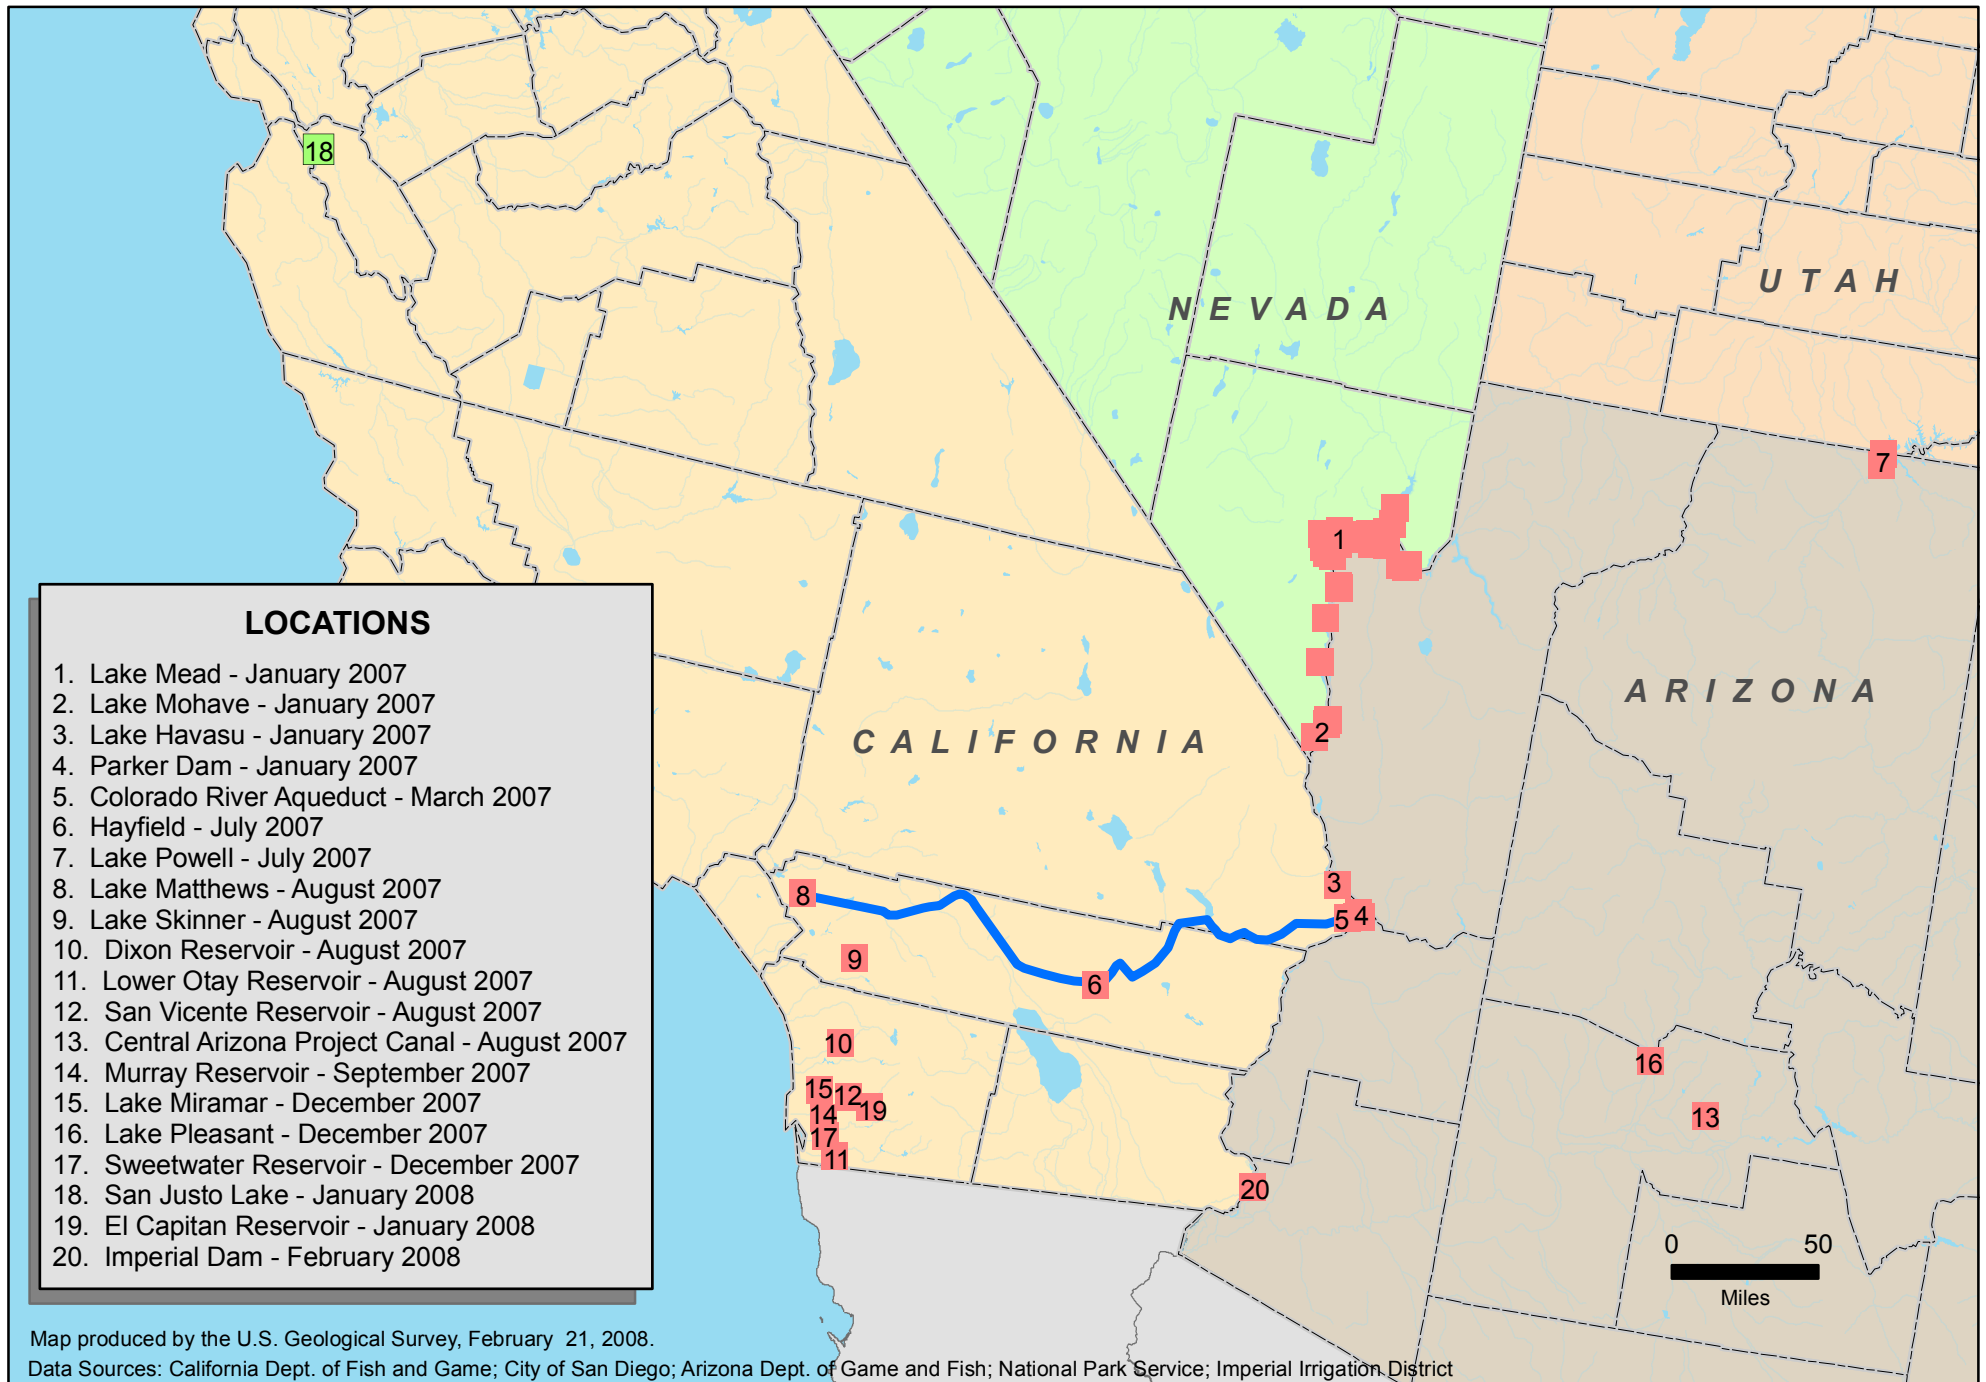 18
NEVADA
UTAH
7
1
LOCATIONS
1. Lake Mead - January 2007
2. Lake Mohave - January 2007
3. Lake Havasu - January 2007
4. Parker Dam - January 2007
5. Colorado River Aqueduct - March 2007
6. Hayfield - July 2007
7. Lake Powell - July 2007
8. Lake Matthews - August 2007
9. Lake Skinner - August 2007
10. Dixon Reservoir - August 2007
11. Lower Otay Reservoir - August 2007
12. San Vicente Reservoir - August 2007
13. Central Arizona Project Canal - August 2007
14. Murray Reservoir - September 2007
15. Lake Miramar - December 2007
16. Lake Pleasant - December 2007
17. Sweetwater Reservoir - December 2007
18. San Justo Lake - January 2008
19. El Capitan Reservoir - January 2008
20. Imperial Dam - February 2008
ARIZONA
CALIFORNIA
2
3
8
5 4
9
6
10
16
15 12
14 19
13
17
11
20
0 50
Miles
Map produced by the U.S. Geological Survey, February 21, 2008.
Data Sources: California Dept. of Fish and Game; City of San Diego; Arizona Dept. of Game and Fish; National Park Service; Imperial Irrigation District